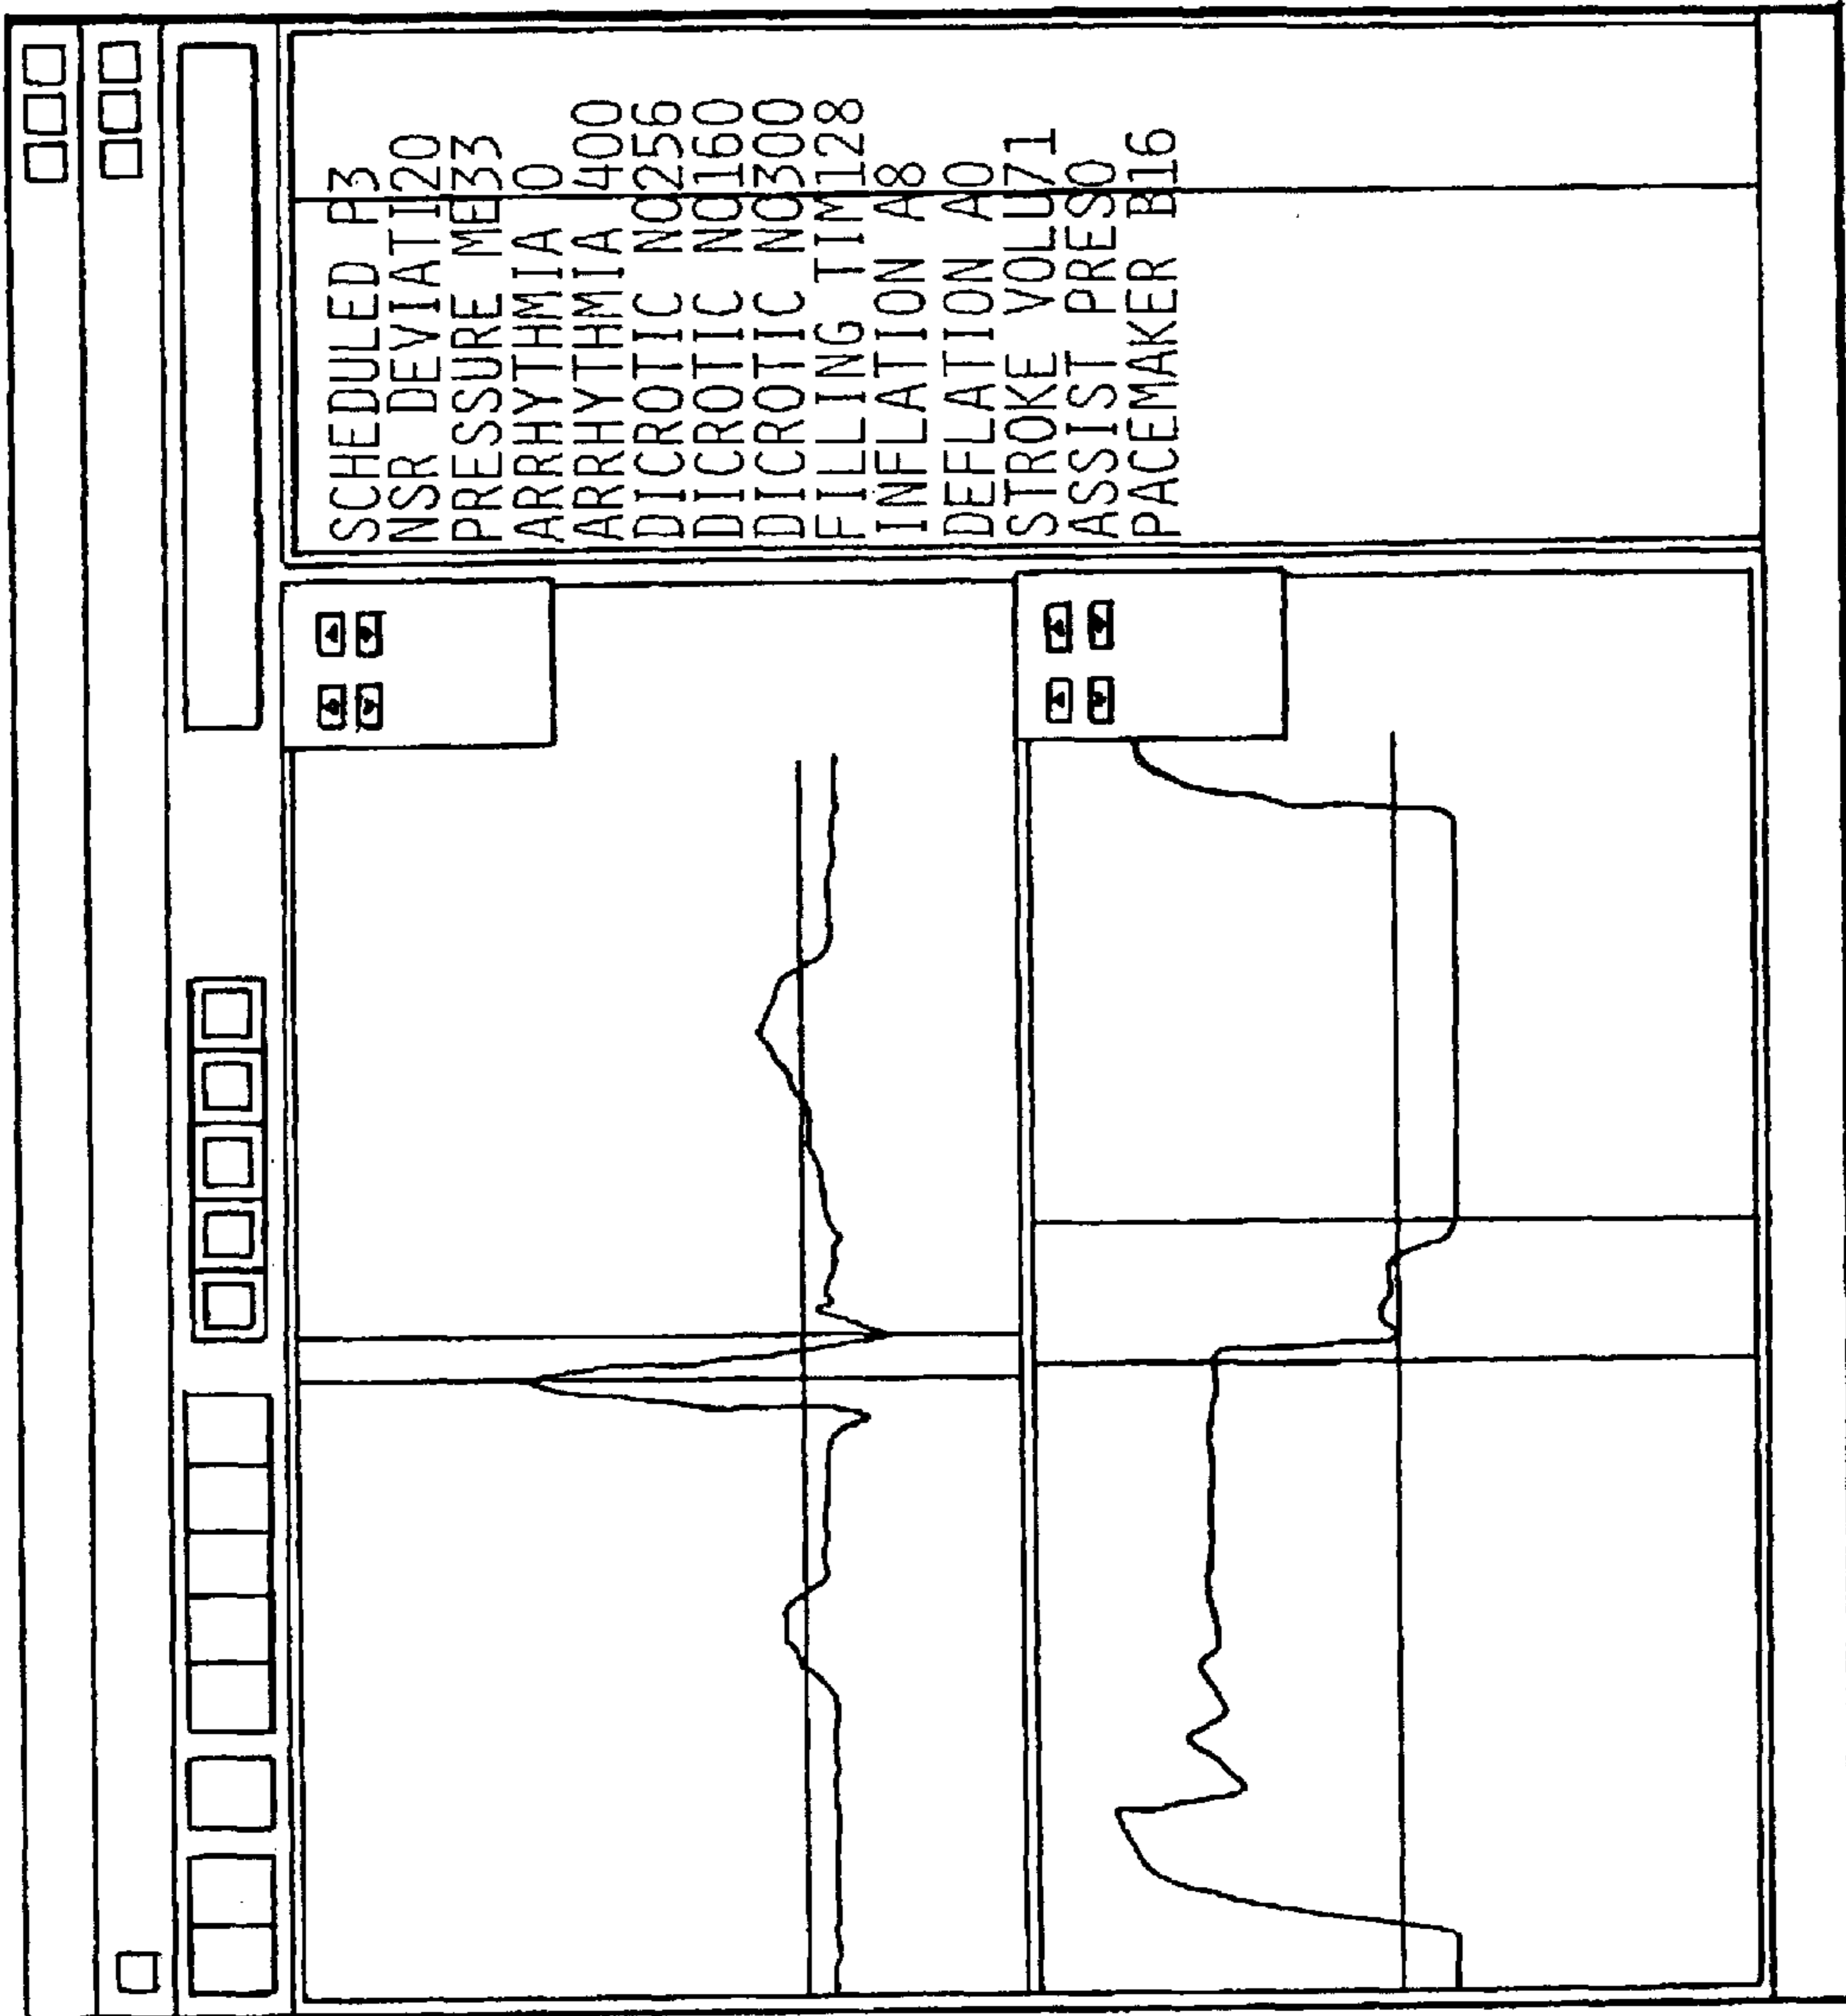 SCHEDULED P3
NSR DEVIATI20
PRESSURE ME33
ARRHYTHMIA 0
ARRHYTHMIA 400
DICROTIC NO256
DICROTIC NO160
DICROTIC NO300
FILLING TIM128
INFLATION A8
DEFLATION A0
STROKE VOLU71
ASSIST PRES0
PACEMAKER B16